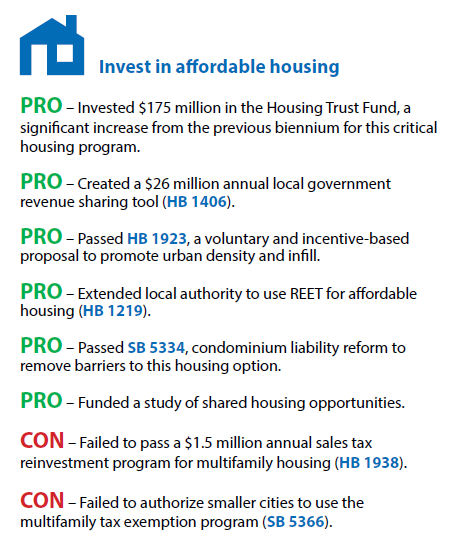 Invest in affordable housing
PRO – Invested $175 million in the Housing Trust Fund, a
significant increase from the previous biennium for this critical
housing program.
PRO – Created a $26 million annual local government
revenue sharing tool (HB 1406).
PRO – Passed HB 1923, a voluntary and incentive-based
proposal to promote urban density and infill.
PRO – Extended local authority to use REET for affordable
housing (HB 1219).
PRO – Passed SB 5334, condominium liability reform to
remove barriers to this housing option.
PRO – Funded a study of shared housing opportunities.
CON – Failed to pass a $1.5 million annual sales tax
reinvestment program for multifamily housing (HB 1938).
CON – Failed to authorize smaller cities to use the
multifamily tax exemption program (SB 5366).